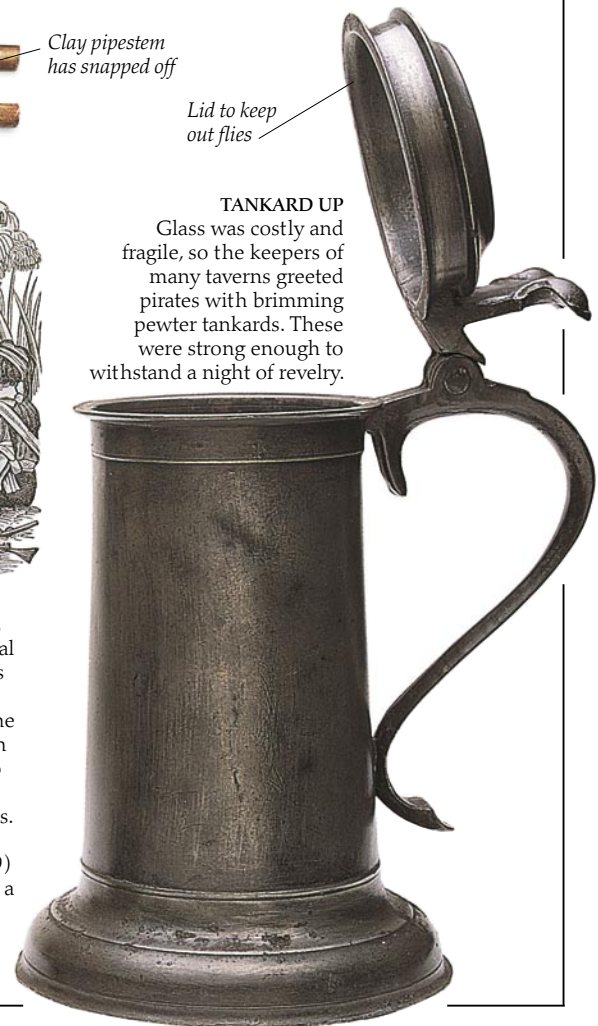 Clay pipestem
has snapped off
Lid to keep
out flies
TANKARD UP
Glass was costly and
fragile, so the keepers of
many taverns greeted
pirates with brimming
pewter tankards. These
were strong enough to
withstand a night of revelry.
a